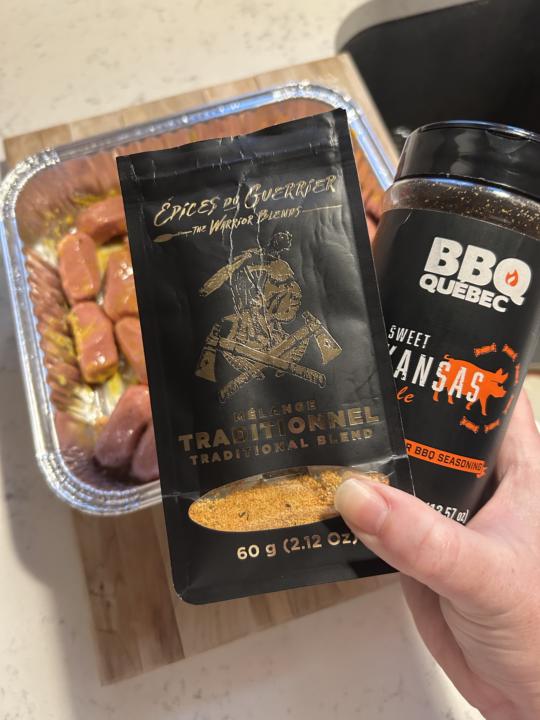 ÉPICES DU GUERRIER
THE WARRIOR BLENDS
MÉLANGE
TRADITIONNEL
TRADITIONAL BLEND
60 g (2.12 Oz)
BBQ
QUÉBEC
SWEET
KANSAS
BBQ SEASONING